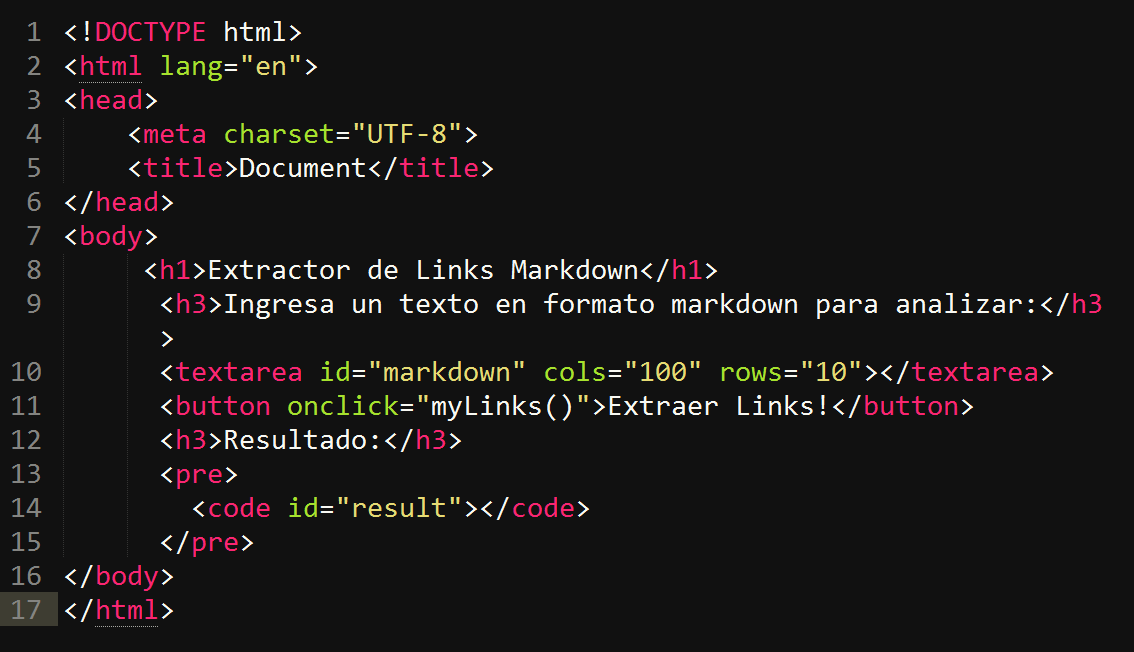 1 <!DOCTYPE html>
2 <html lang="en">
3 <head>
4     <meta charset="UTF-8">
5     <title>Document</title>
6 </head>
7 <body>
8      <h1>Extractor de Links Markdown</h1>
9       <h3>Ingresa un texto en formato markdown para analizar:</h3
      >
10       <textarea id="markdown" cols="100" rows="10"></textarea>
11       <button onclick="myLinks()">Extraer Links!</button>
12       <h3>Resultado:</h3>
13       <pre>
14         <code id="result"></code>
15       </pre>
16 </body>
17 </html>